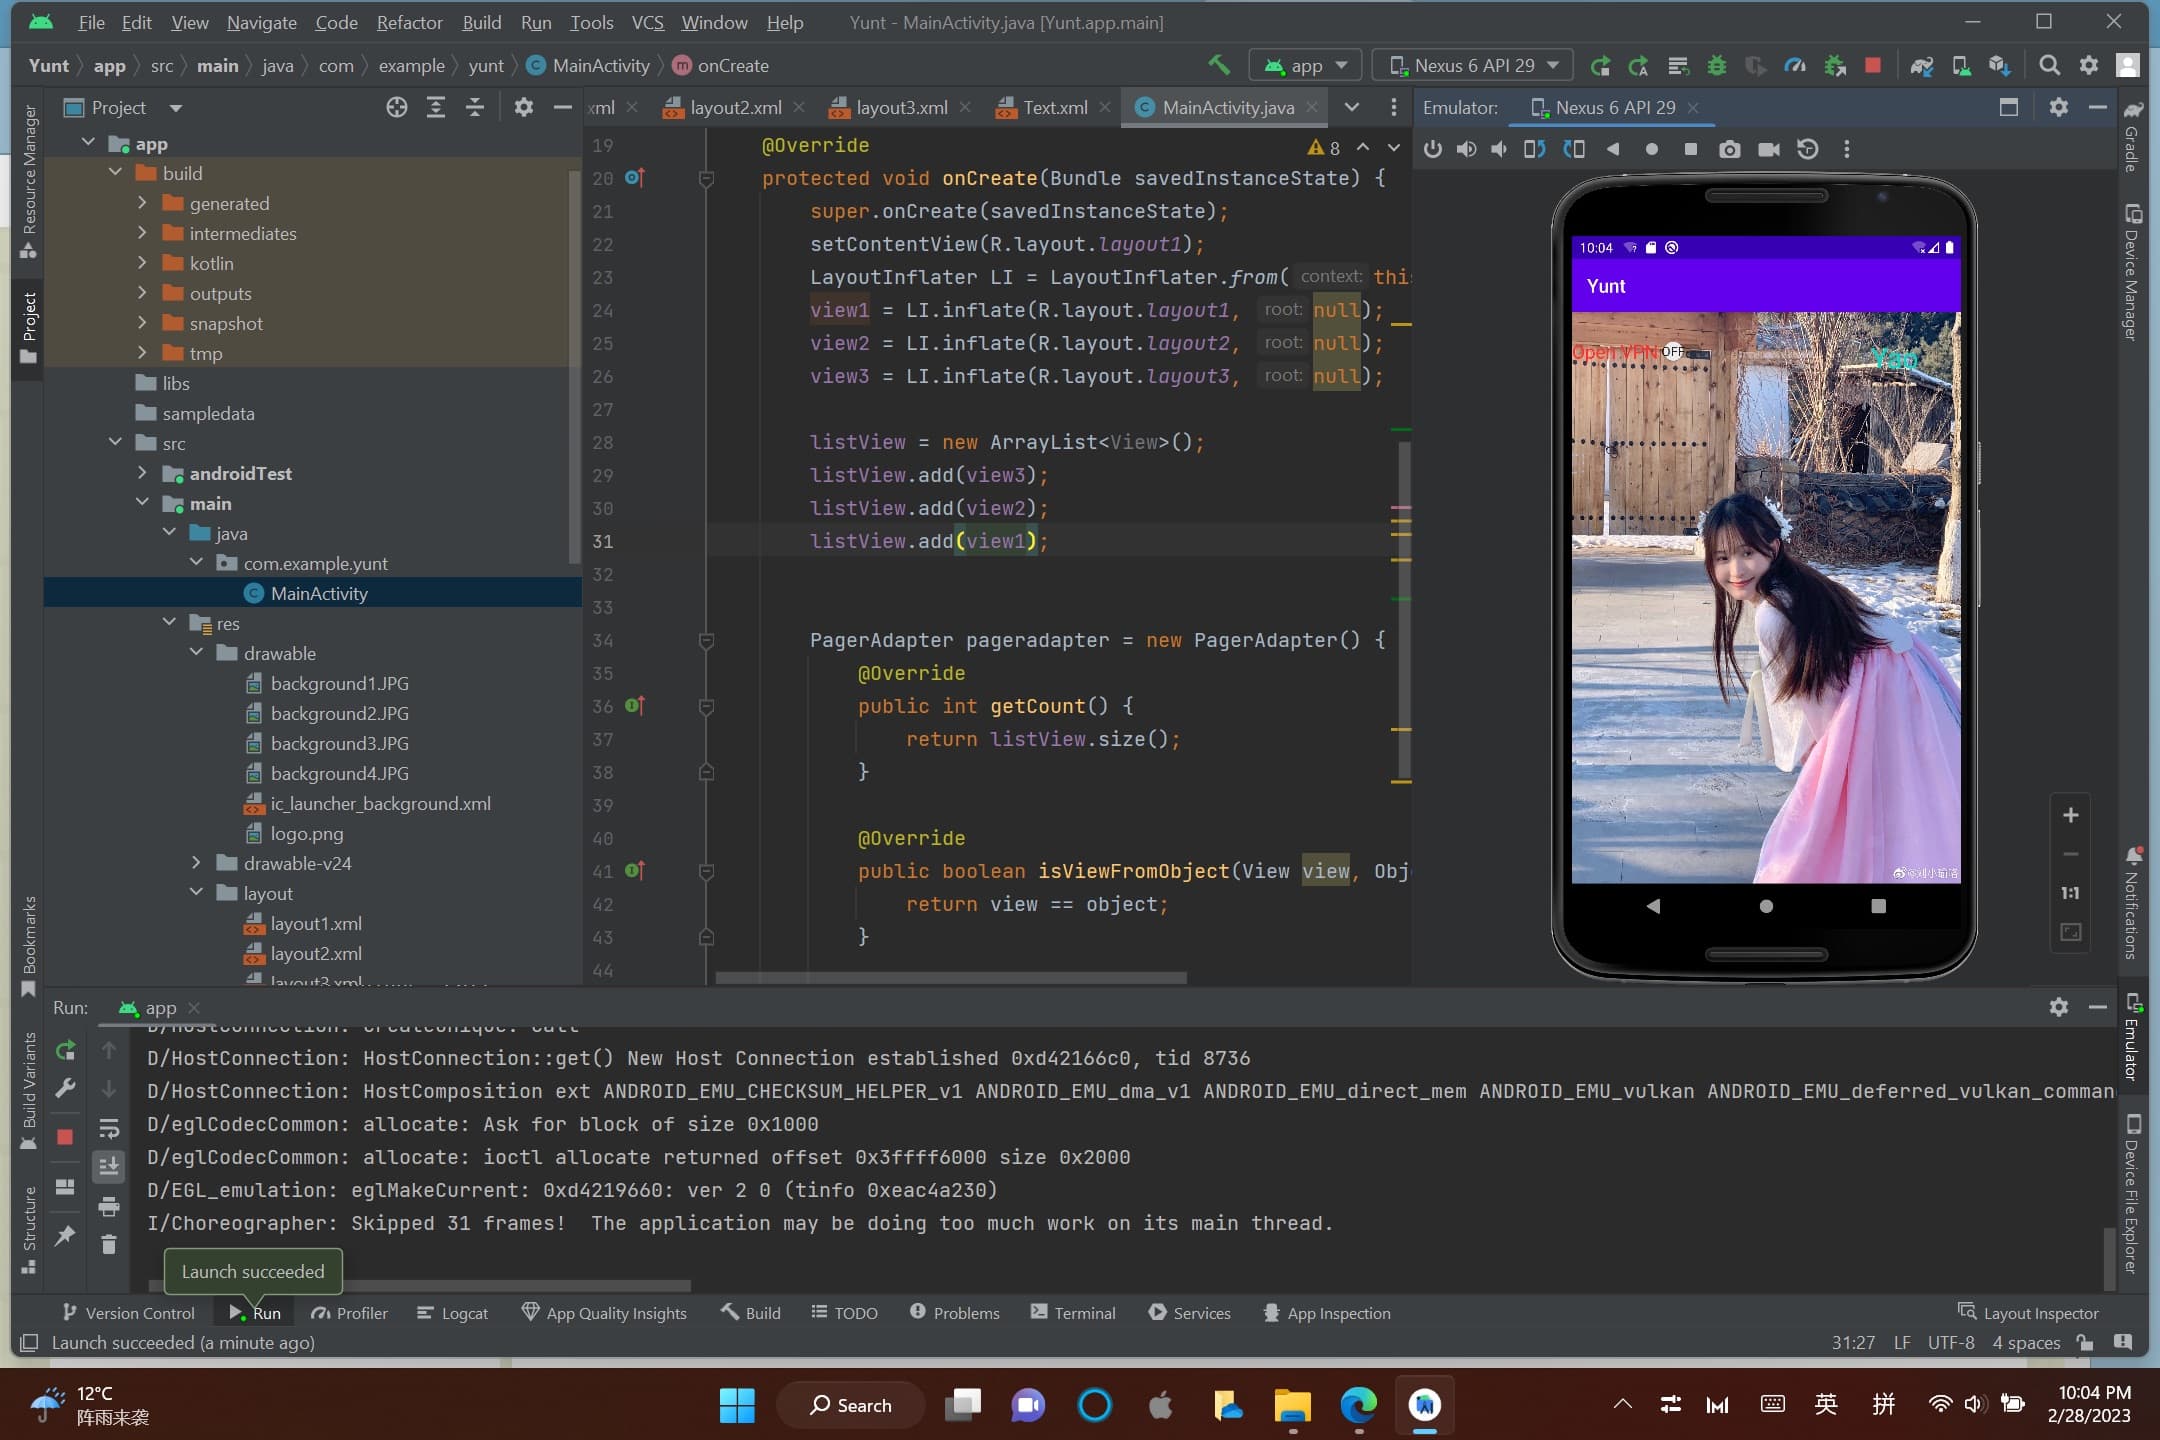 File Edit View Navigate Code Refactor Build Run Tools VCS Window Help Yunt - MainActivity.java [Yunt.app.main]
Yunt app src main java com example yunt MainActivity onCreate app Nexus 6 API 29
Project
xml layout2.xml layout3.xml Text.xml MainActivity.java
Emulator: Nexus 6 API 29
Resource Manager
Project
Bookmarks
Build Variants
Structure
app
build
generated
intermediates
kotlin
outputs
snapshot
tmp
libs
sampledata
src
androidTest
main
java
com.example.yunt
MainActivity
res
drawable
background1.JPG
background2.JPG
background3.JPG
background4.JPG
ic_launcher_background.xml
logo.png
drawable-v24
layout
layout1.xml
layout2.xml
layout3.xml
8
19 @Override
20 protected void onCreate(Bundle savedInstanceState) {
21 super.onCreate(savedInstanceState);
22 setContentView(R.layout.layout1);
23 LayoutInflater LI = LayoutInflater.from( context: this
24 view1 = LI.inflate(R.layout.layout1, root: null);
25 view2 = LI.inflate(R.layout.layout2, root: null);
26 view3 = LI.inflate(R.layout.layout3, root: null);
27
28 listView = new ArrayList<View>();
29 listView.add(view3);
30 listView.add(view2);
31 listView.add(view1);
32
33
34 PagerAdapter pageradapter = new PagerAdapter() {
35 @Override
36 public int getCount() {
37 return listView.size();
38 }
39
40 @Override
41 public boolean isViewFromObject(View view, Obj
42 return view == object;
43 }
44
10:04
Yunt
Open VPN OFF
Yao
1:1
Gradle
Device Manager
Notifications
Emulator
Device File Explorer
Run: app
D/HostConnection: createUnique: call
D/HostConnection: HostConnection::get() New Host Connection established 0xd42166c0, tid 8736
D/HostConnection: HostComposition ext ANDROID_EMU_CHECKSUM_HELPER_v1 ANDROID_EMU_dma_v1 ANDROID_EMU_direct_mem ANDROID_EMU_vulkan ANDROID_EMU_deferred_vulkan_comman
D/eglCodecCommon: allocate: Ask for block of size 0x1000
D/eglCodecCommon: allocate: ioctl allocate returned offset 0x3ffff6000 size 0x2000
D/EGL_emulation: eglMakeCurrent: 0xd4219660: ver 2 0 (tinfo 0xeac4a230)
I/Choreographer: Skipped 31 frames!  The application may be doing too much work on its main thread.
Launch succeeded
Version Control Run Profiler Logcat App Quality Insights Build TODO Problems Terminal Services App Inspection Layout Inspector
Launch succeeded (a minute ago) 31:27 LF UTF-8 4 spaces
12°C
阵雨来袭
Search
英 拼
10:04 PM
2/28/2023